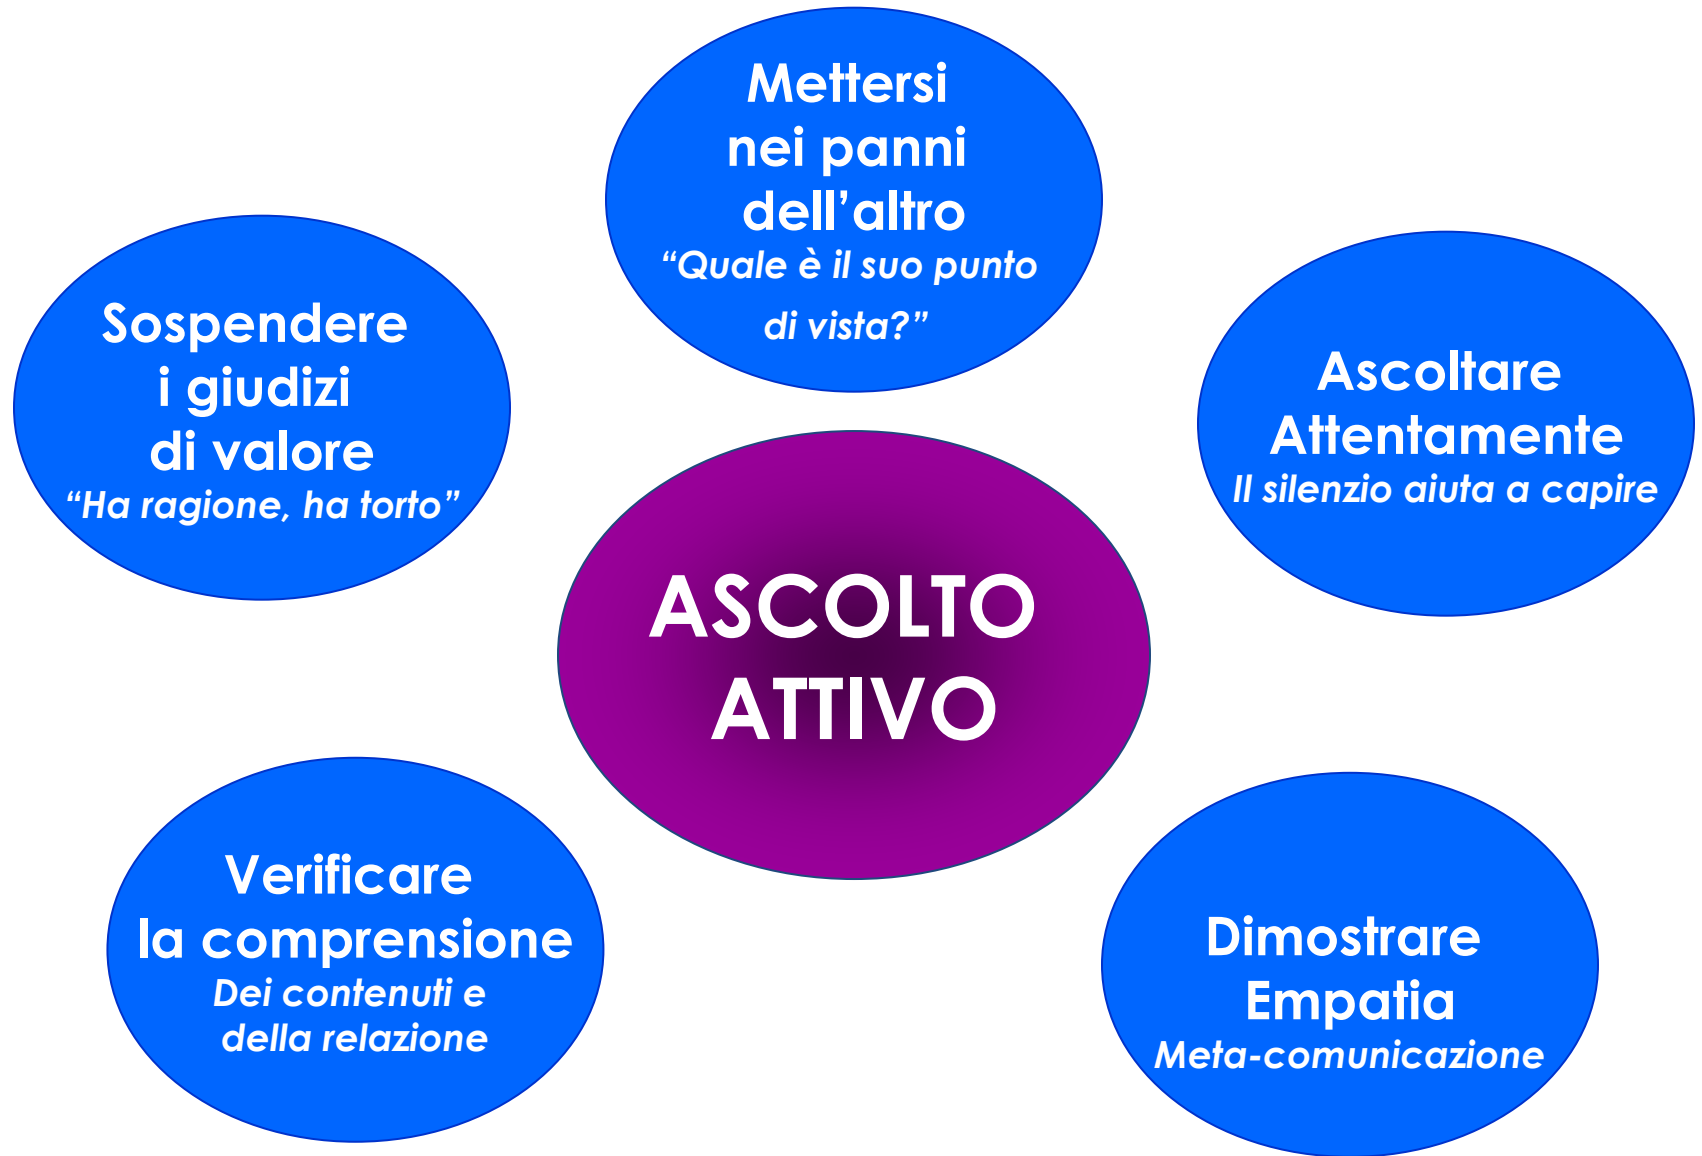 Mettersi
nei panni
dell’altro
“Quale è il suo punto
di vista?”
Sospendere
i giudizi
di valore
“Ha ragione, ha torto”
Ascoltare
Attentamente
Il silenzio aiuta a capire
ASCOLTO
ATTIVO
Verificare
la comprensione
Dei contenuti e
della relazione
Dimostrare
Empatia
Meta-comunicazione